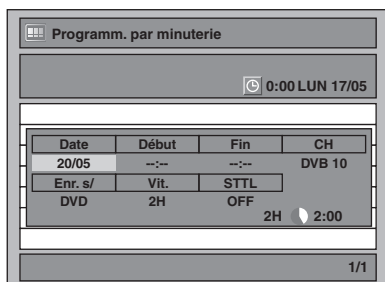 Programm. par minuterie
0:00 LUN 17/05
Date Début Fin CH
20/05 --:-- --:-- DVB 10
Enr. s/ Vit. STTL
DVD 2H OFF
2H 2:00
1/1